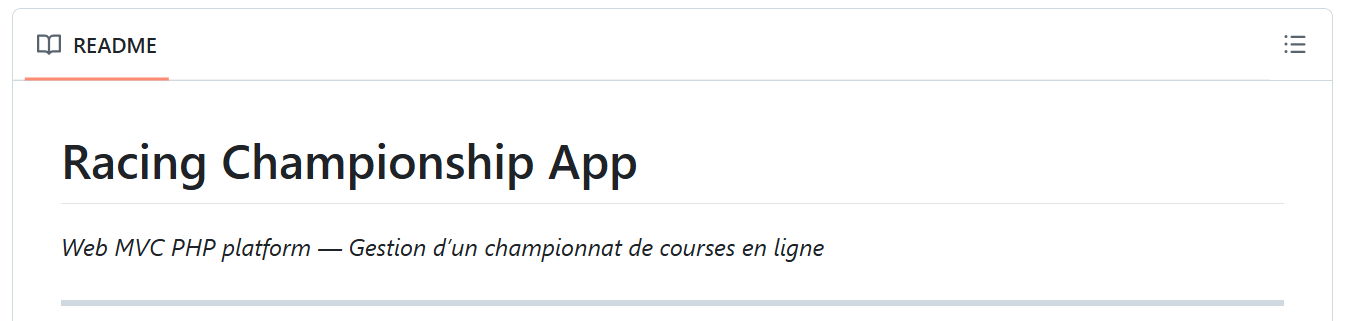 README
Racing Championship App
Web MVC PHP platform — Gestion d'un championnat de courses en ligne